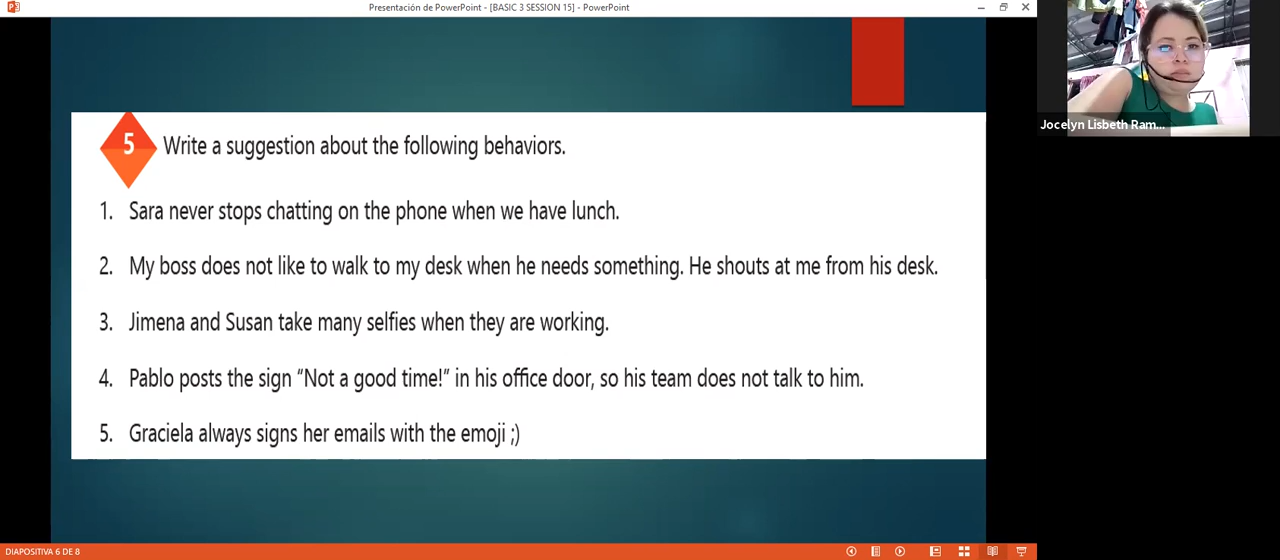 Presentación de PowerPoint - [BASIC 3 SESSION 15] - PowerPoint
Jocelyn Lisbeth Ram...
5 Write a suggestion about the following behaviors.
1. Sara never stops chatting on the phone when we have lunch.
2. My boss does not like to walk to my desk when he needs something. He shouts at me from his desk.
3. Jimena and Susan take many selfies when they are working.
4. Pablo posts the sign “Not a good time!” in his office door, so his team does not talk to him.
5. Graciela always signs her emails with the emoji ;)
DIAPOSITIVA 6 DE 8